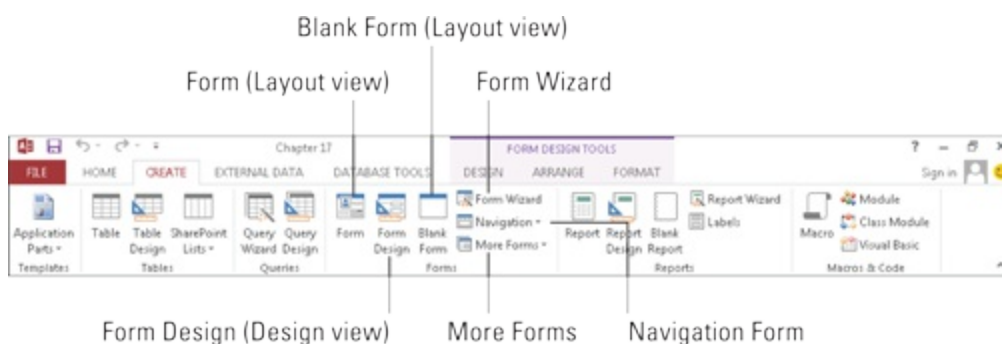 Blank Form (Layout view)
Form (Layout view) Form Wizard
Chapter 17 FORM DESIGN TOOLS ?
FILE HOME CREATE EXTERNAL DATA DATABASE TOOLS DESIGN ARRANGE FORMAT Sign in
Application Parts Table Table Design SharePoint Lists Query Wizard Query Design Form Form Design Blank Form Form Wizard Navigation More Forms Report Report Design Blank Report Report Wizard Labels Macro Module Class Module Visual Basic
Templates Tables Queries Forms Reports Macros & Code
Form Design (Design view) More Forms Navigation Form